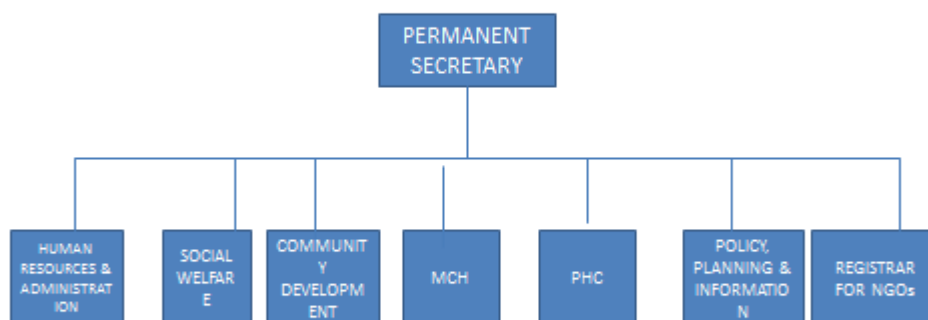 PERMANENT
SECRETARY
HUMAN
RESOURCES &
ADMINISTRAT
ION
SOCIAL
WELFAR
E
COMMUNIT
Y
DEVELOPM
ENT
MCH
PHC
POLICY,
PLANNING &
INFORMATIO
N
REGISTRAR
FOR NGOs